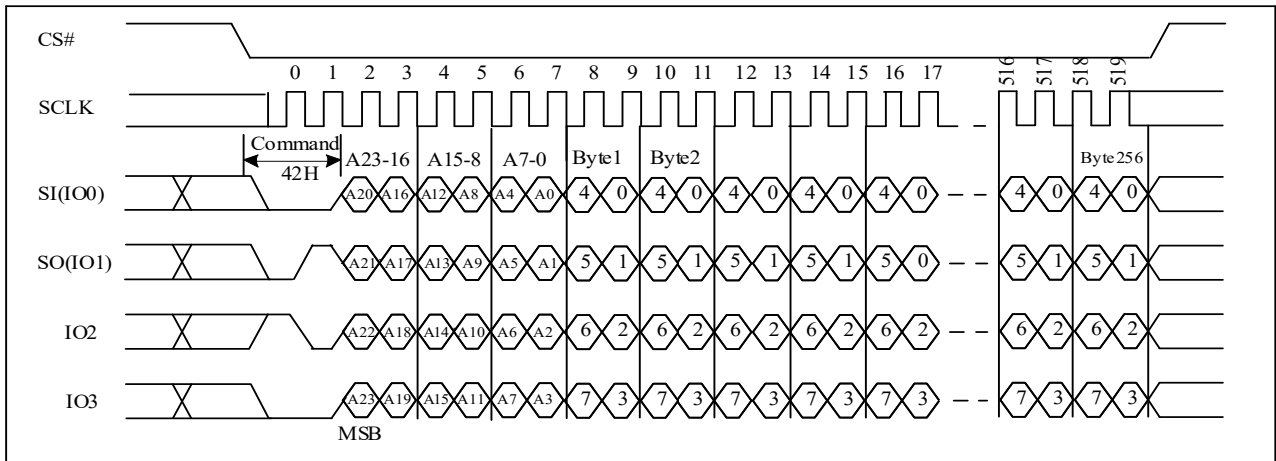 CS#
0 1 2 3 4 5 6 7 8 9 10 11 12 13 14 15 16 17 516 517 518 519
SCLK
Command
42H
A23-16 A15-8 A7-0 Byte1 Byte2 Byte256
SI(IO0) A20 A16 A12 A8 A4 A0 4 0 4 0 4 0 4 0 4 0 4 0 4 0
SO(IO1) A21 A17 A13 A9 A5 A1 5 1 5 1 5 1 5 1 5 0 5 1 5 1
IO2 A22 A18 A14 A10 A6 A2 6 2 6 2 6 2 6 2 6 2 6 2 6 2
IO3 A23 A19 A15 A11 A7 A3 7 3 7 3 7 3 7 3 7 3 7 3 7 3
MSB